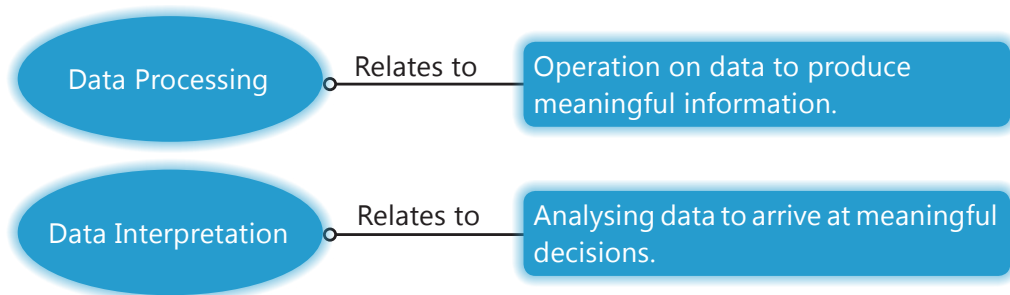 Data Processing
Relates to
Operation on data to produce
meaningful information.
Data Interpretation
Relates to
Analysing data to arrive at meaningful
decisions.